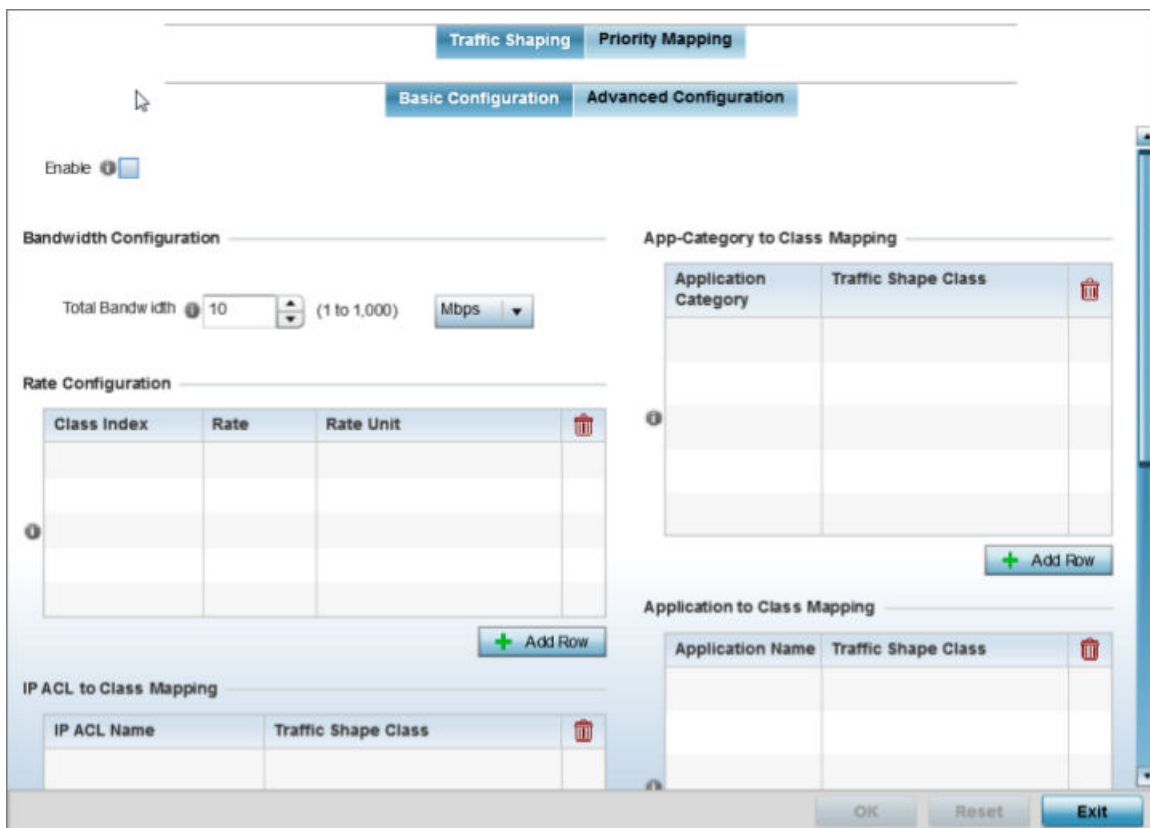 Traffic Shaping Priority Mapping
Basic Configuration Advanced Configuration
Enable
Bandwidth Configuration
Total Bandwidth 10 (1 to 1,000) Mbps
Rate Configuration
Class Index Rate Rate Unit
Add Row
IP ACL to Class Mapping
IP ACL Name Traffic Shape Class
App-Category to Class Mapping
Application Category Traffic Shape Class
Add Row
Application to Class Mapping
Application Name Traffic Shape Class
OK Reset Exit